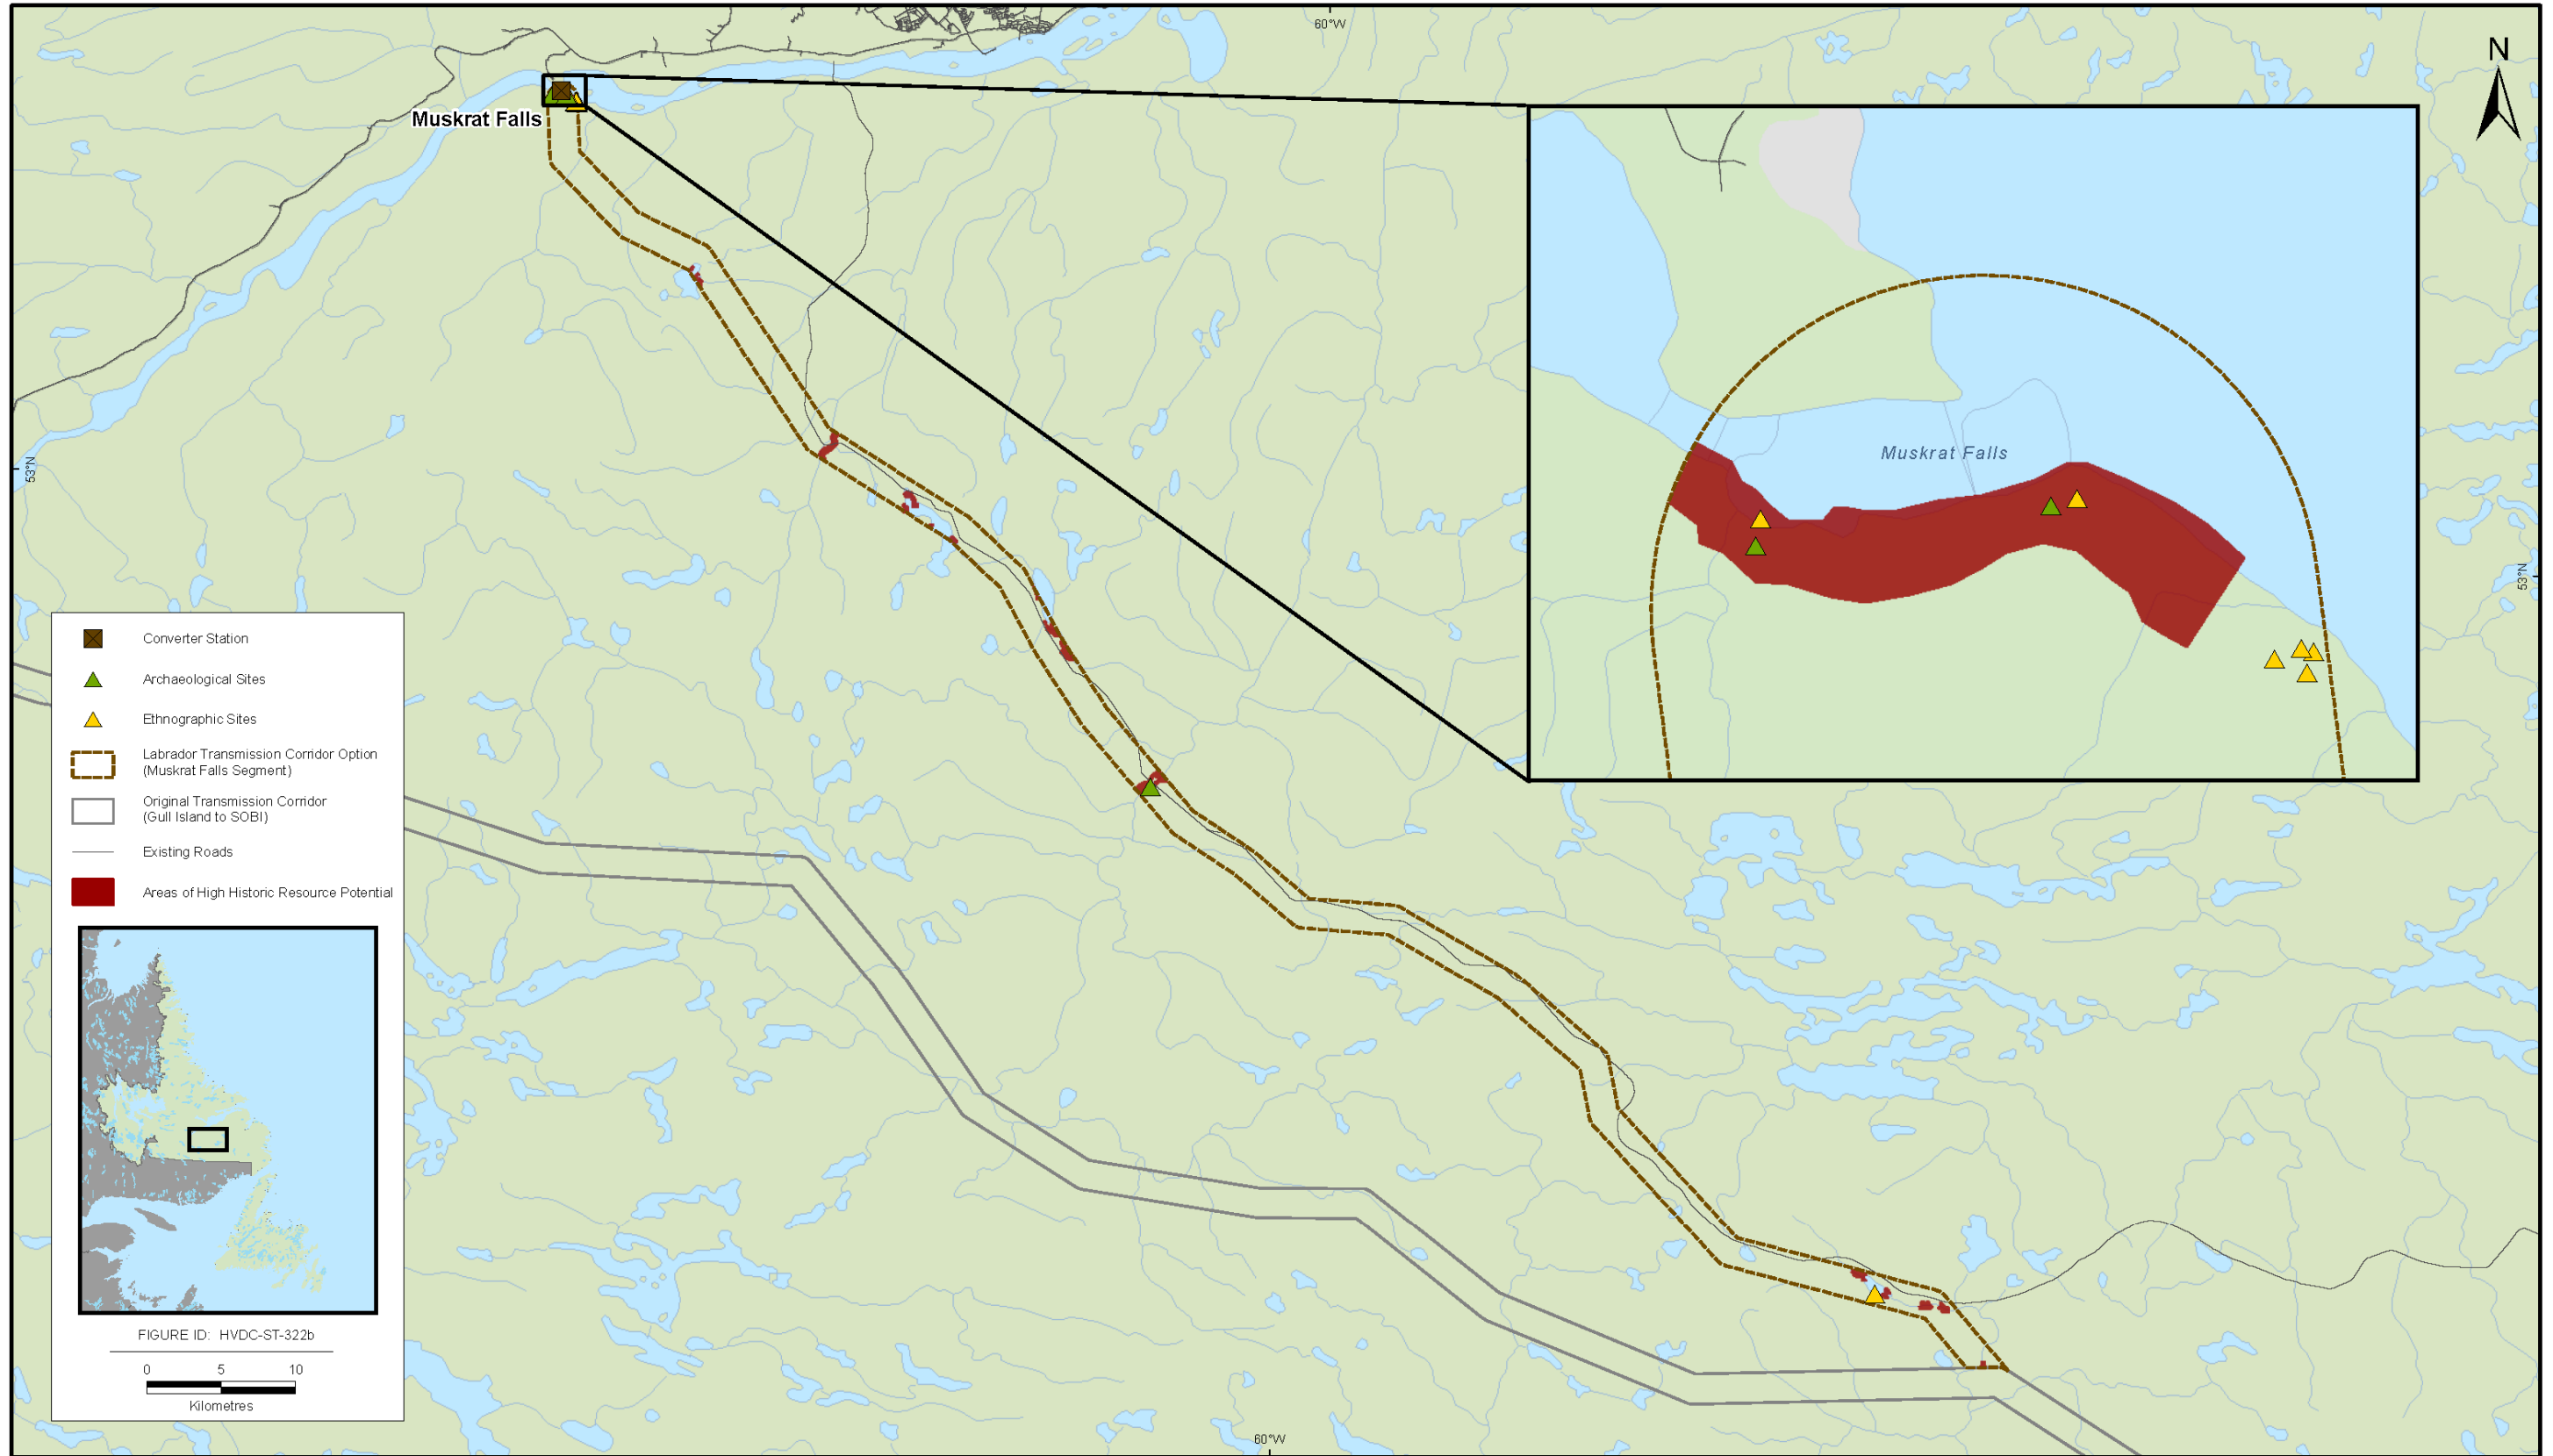 60°W
N
Muskrat Falls
Muskrat Falls
53°N
53°N
Converter Station
Archaeological Sites
Ethnographic Sites
Labrador Transmission Corridor Option
(Muskrat Falls Segment)
Original Transmission Corridor
(Gull Island to SOBI)
Existing Roads
Areas of High Historic Resource Potential
FIGURE ID: HVDC-ST-322b
0 5 10
Kilometres
60°W